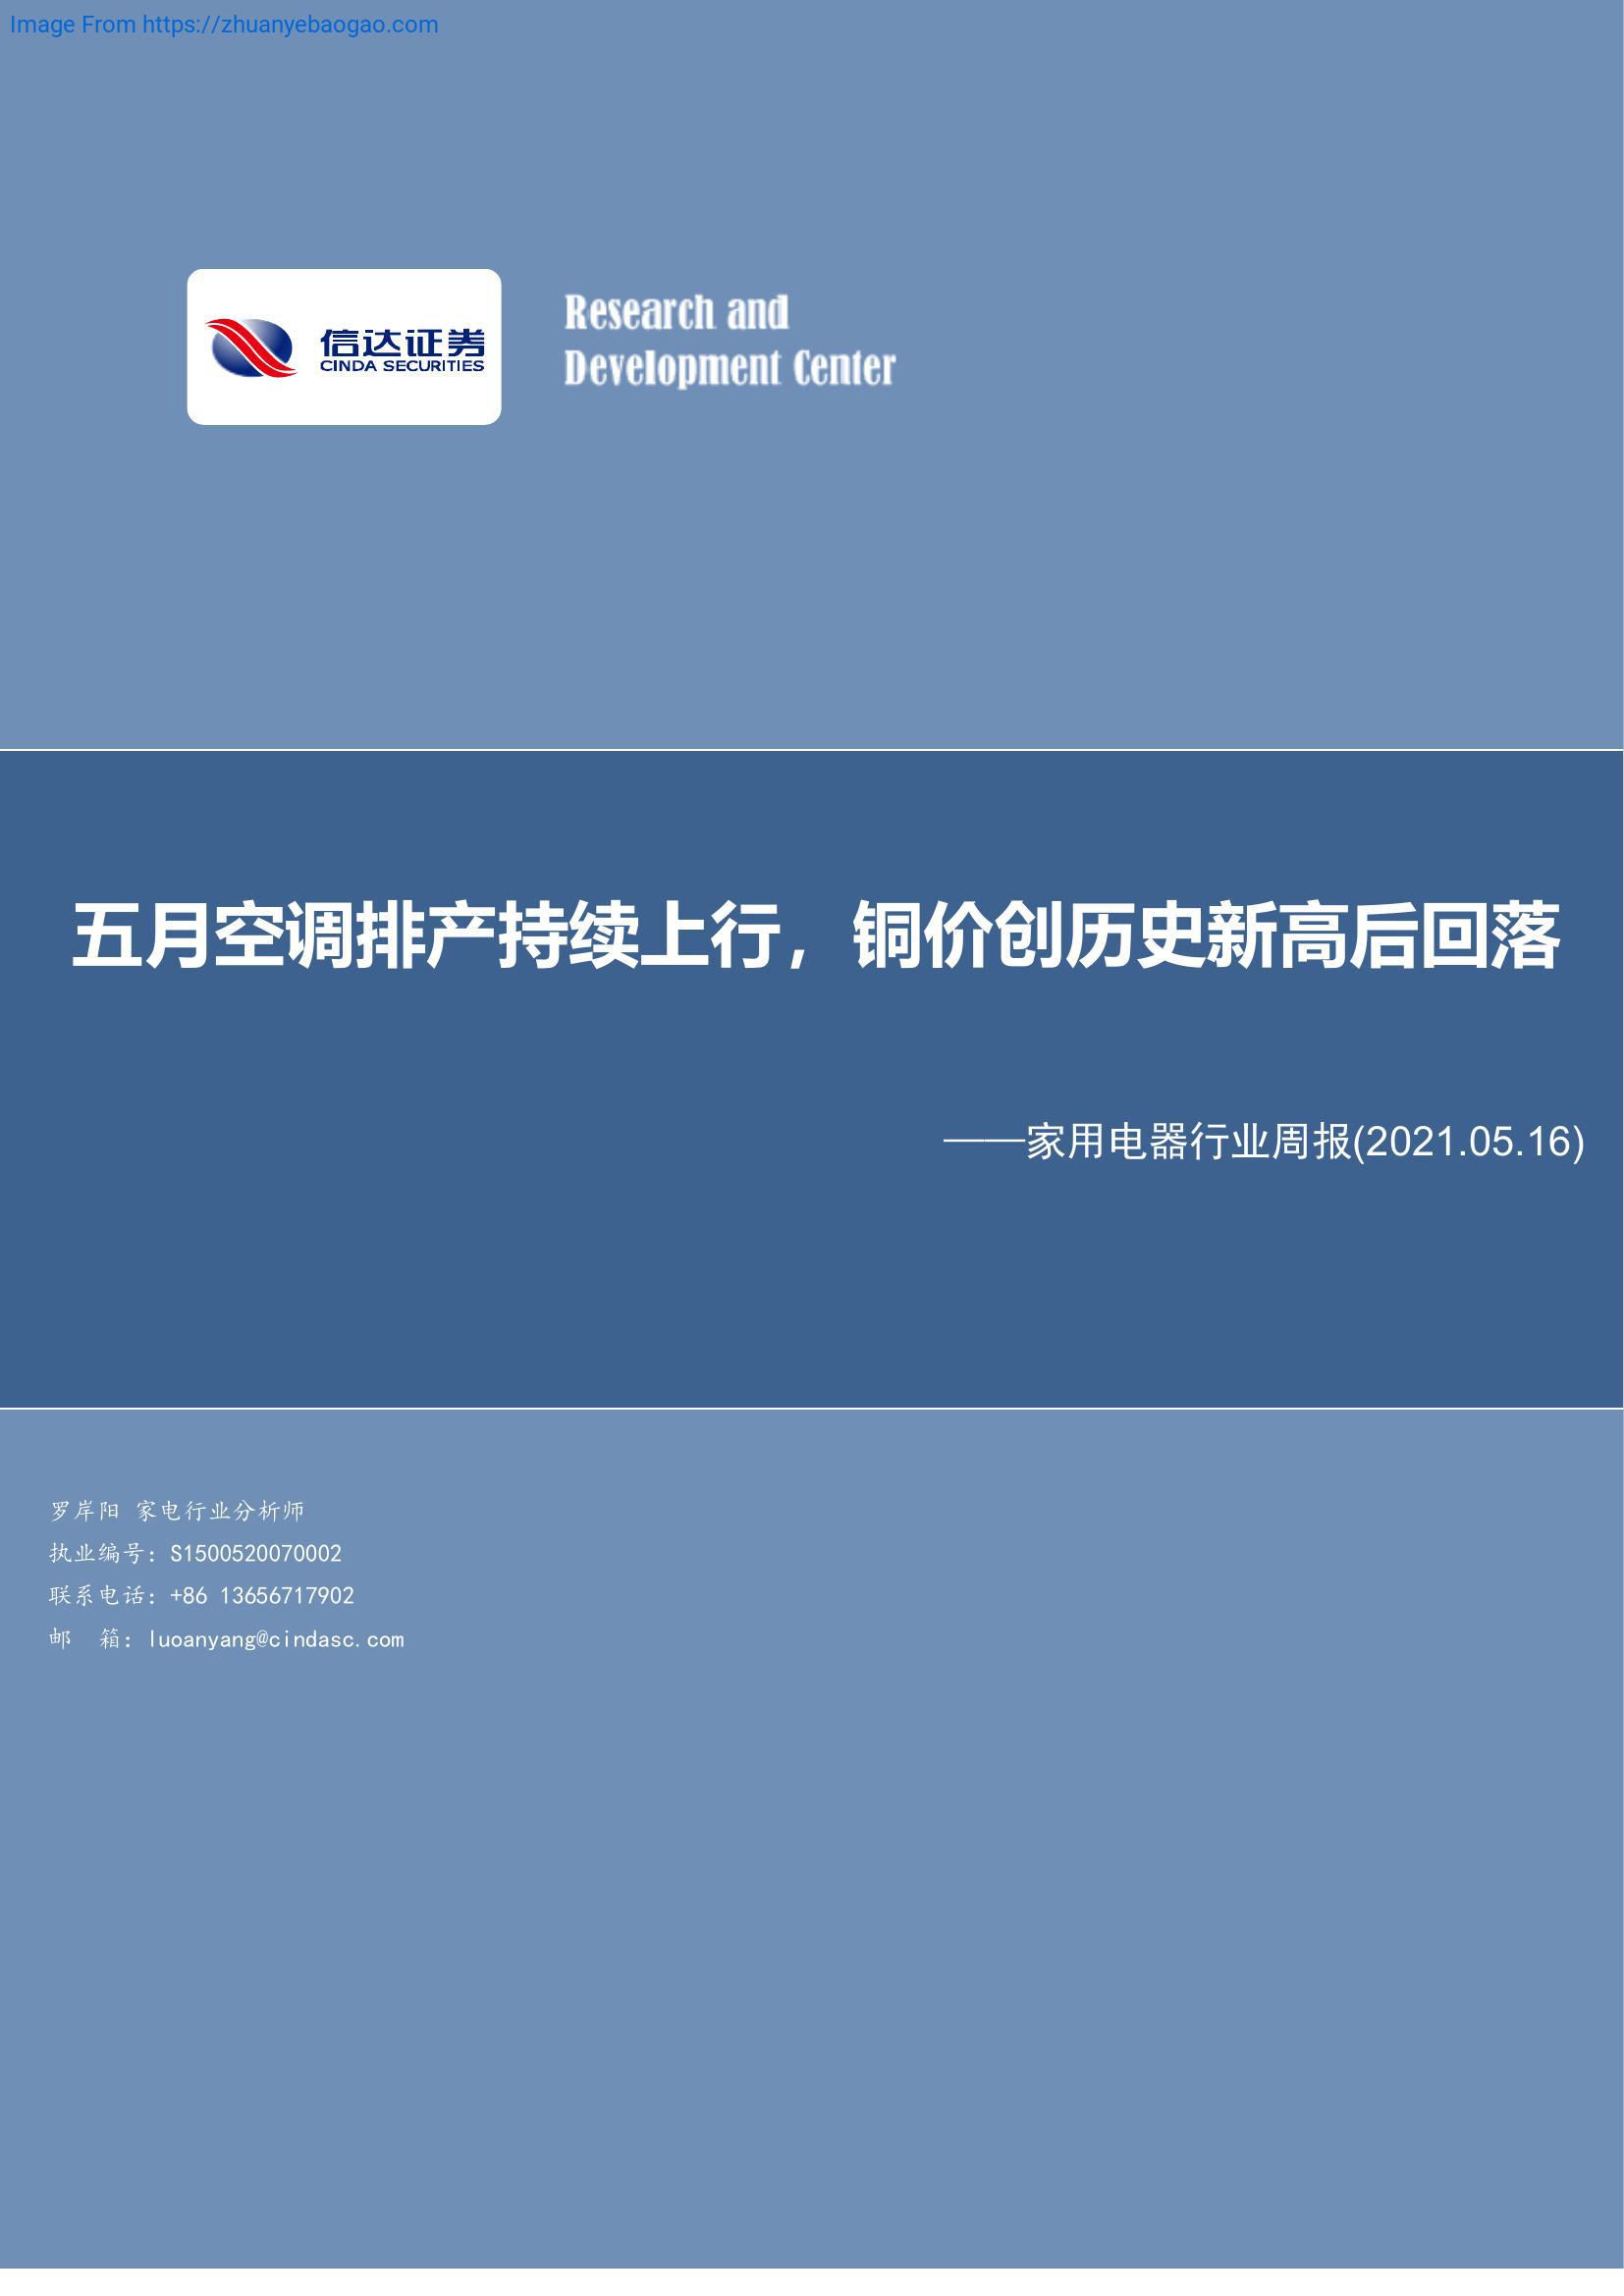 Image From https://zhuanyebaogao.com
信达证券
CINDA SECURITIES
Research and
Development Center
五月空调排产持续上行，铜价创历史新高后回落
——家用电器行业周报(2021.05.16)
罗岸阳 家电行业分析师
执业编号：S1500520070002
联系电话：+86 13656717902
邮 箱：luoanyang@cindasc.com